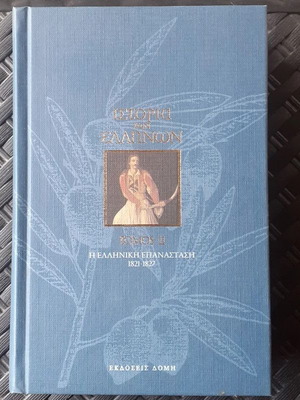 ΙΣΤΟΡΙΑ
ΤΩΝ
ΕΛΛΗΝΩΝ
Η ΕΛΛΗΝΙΚΗ ΕΠΑΝΑΣΤΑΣΗ
1821-1827
ΕΚΔΟΣΕΙΣ ΔΟΜΗ